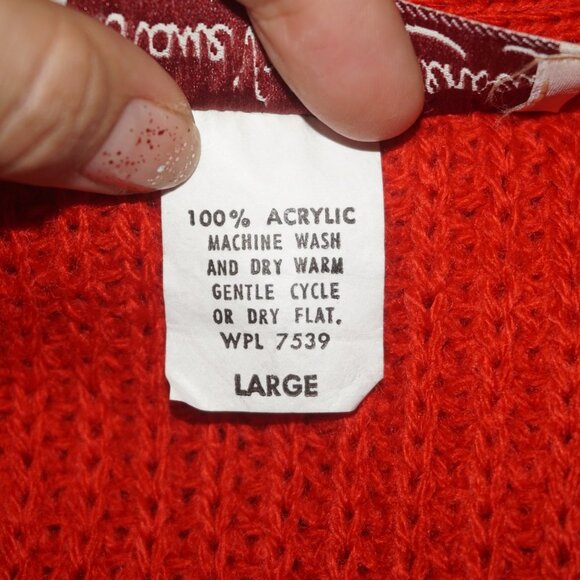 100% ACRYLIC
MACHINE WASH
AND DRY WARM
GENTLE CYCLE
OR DRY FLAT.
WPL 7539
LARGE